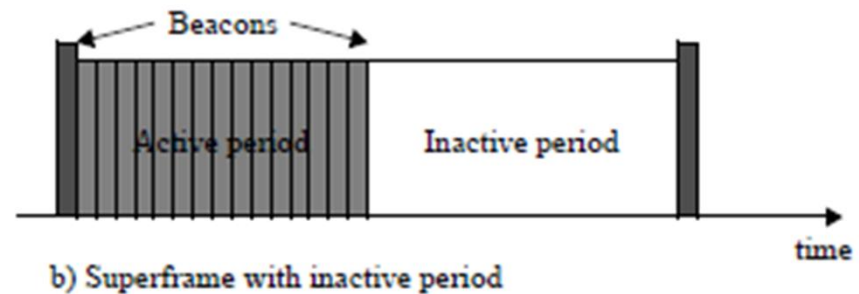 Beacons
Active period
Inactive period
time
b) Superframe with inactive period